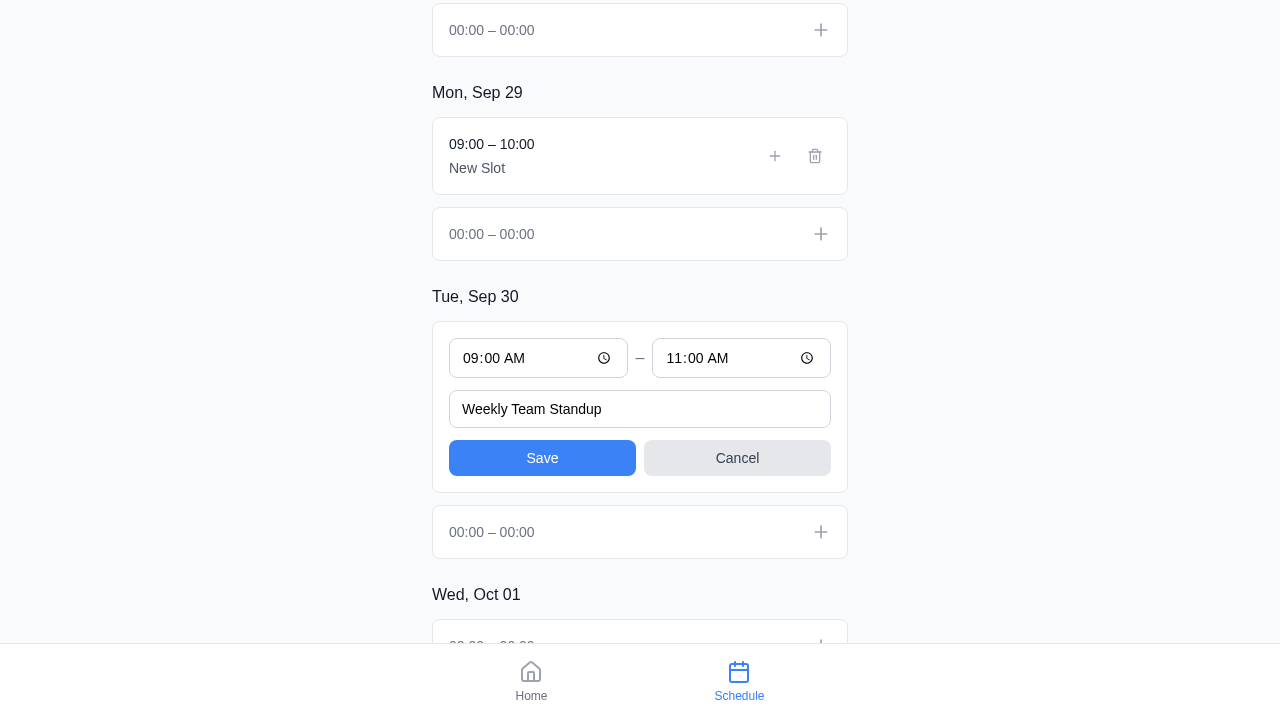 00:00 – 00:00
Mon, Sep 29
09:00 – 10:00
New Slot
00:00 – 00:00
Tue, Sep 30
09:00 AM – 11:00 AM
Weekly Team Standup
Save Cancel
00:00 – 00:00
Wed, Oct 01
Home Schedule